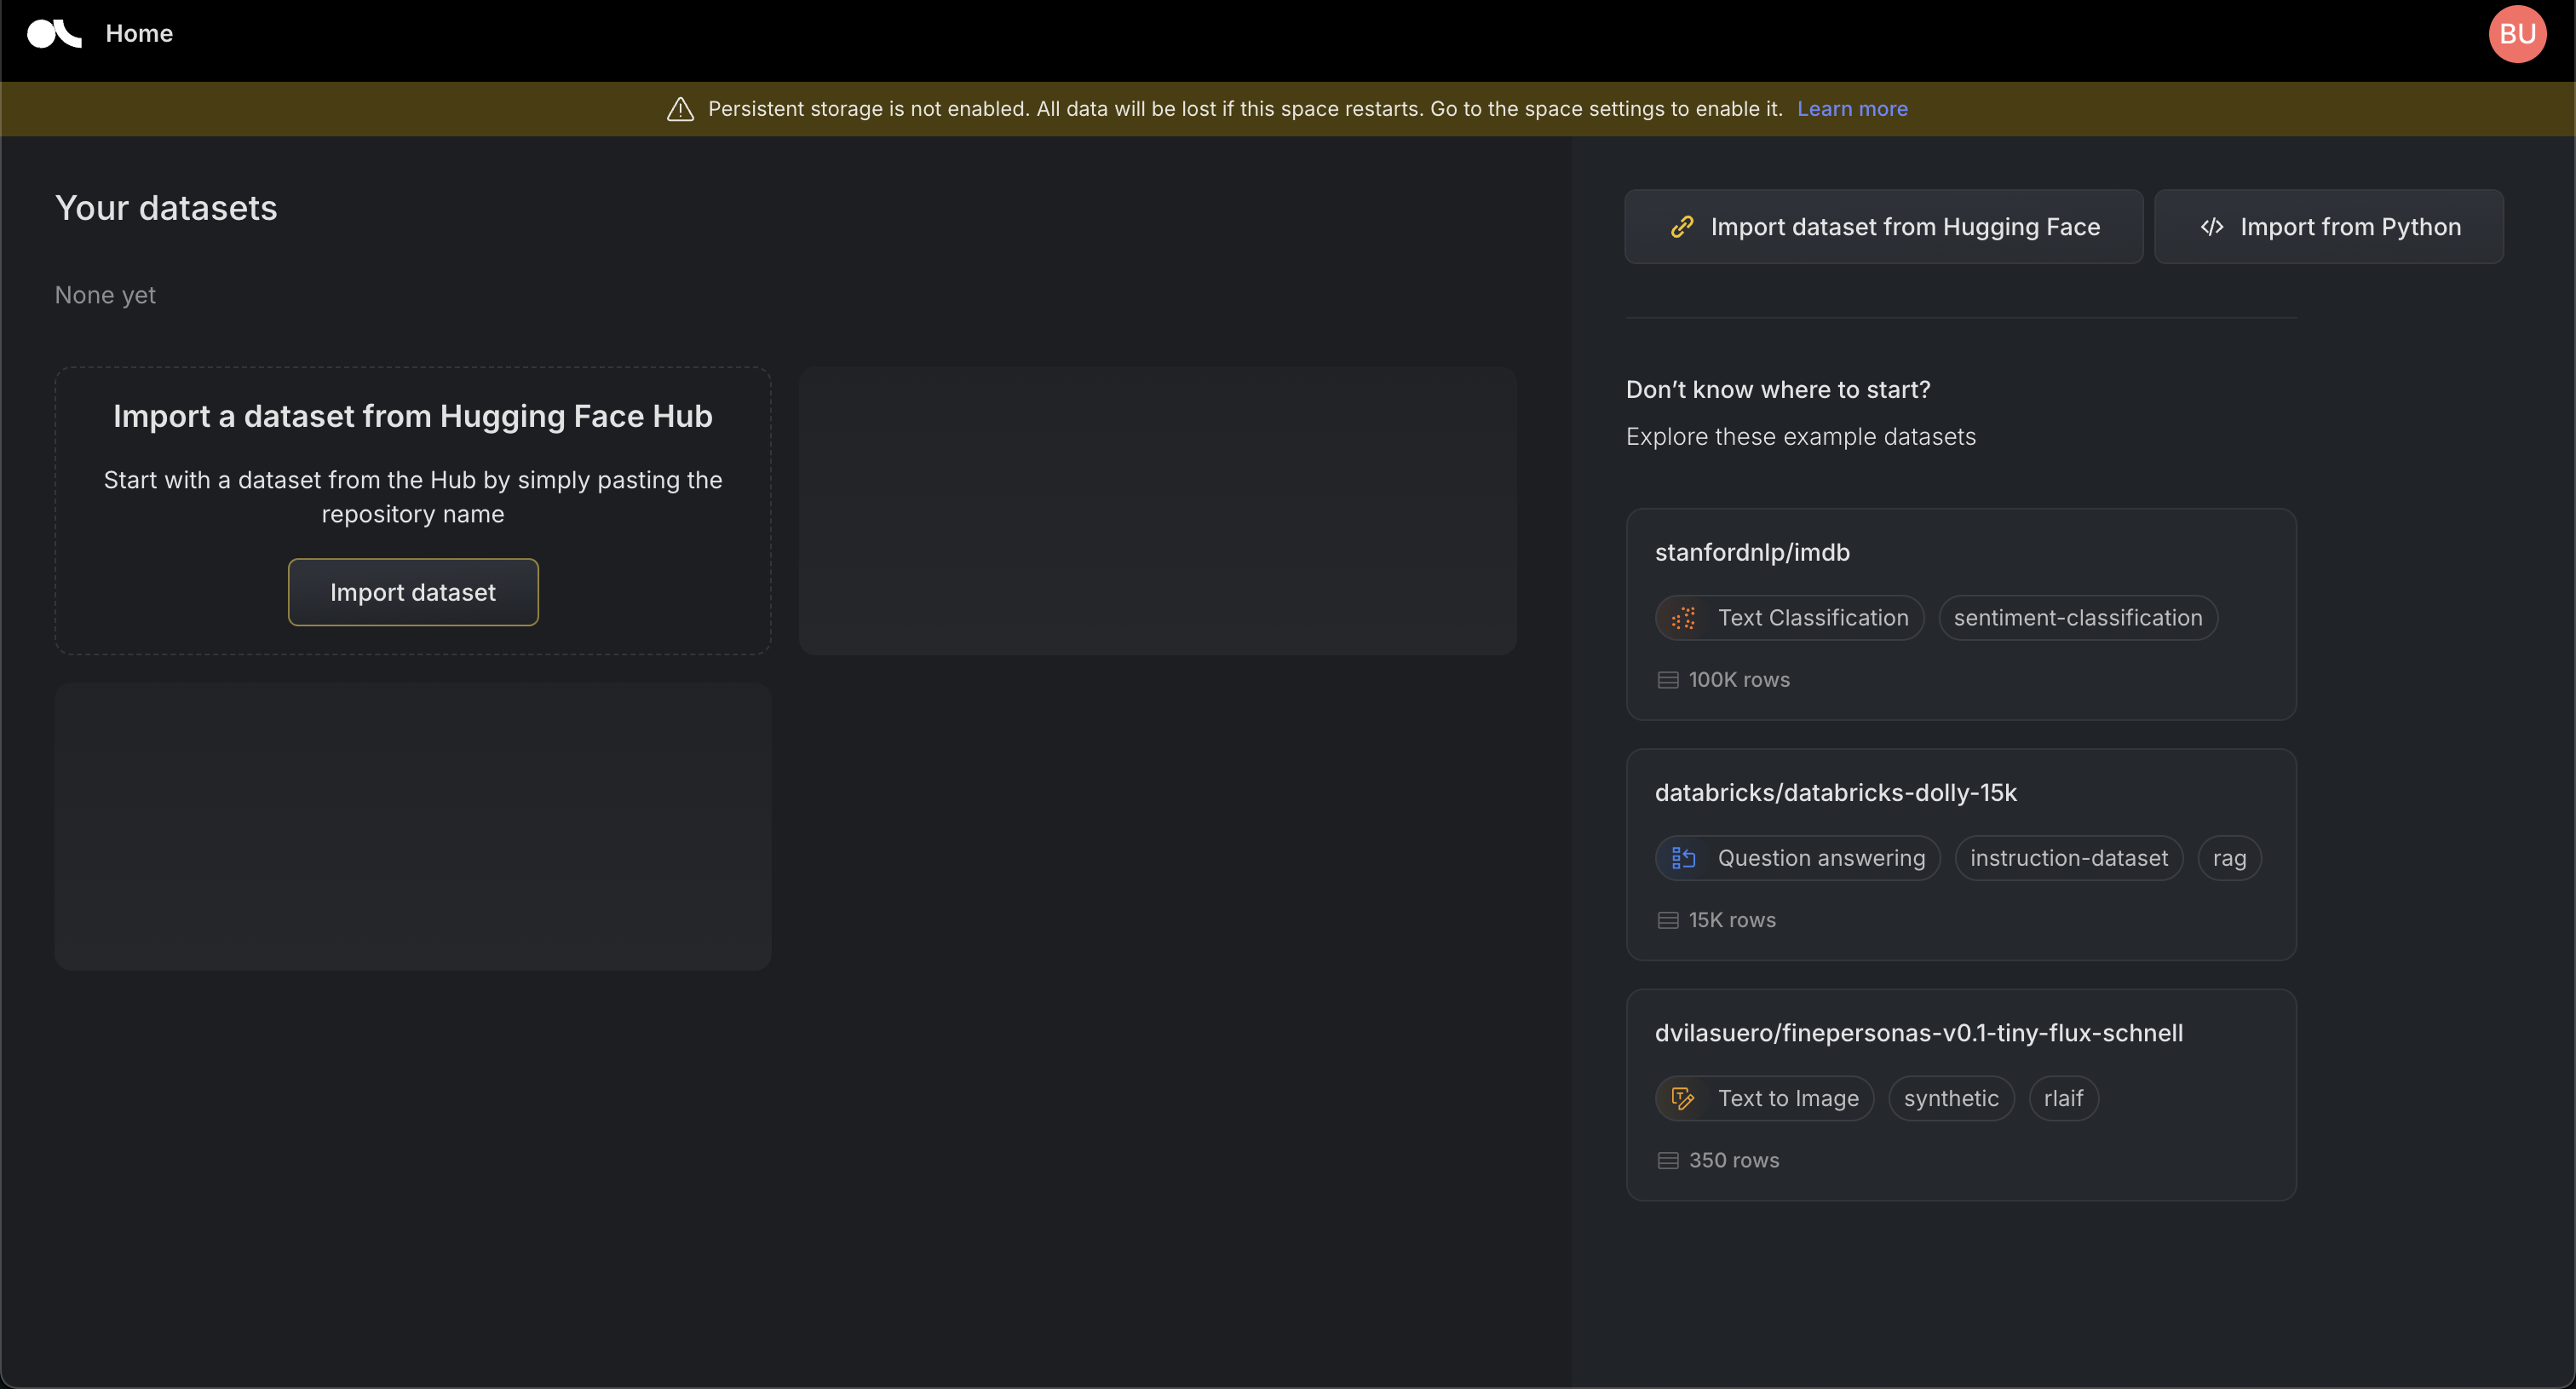 Home
BU
Persistent storage is not enabled. All data will be lost if this space restarts. Go to the space settings to enable it. Learn more
Your datasets
None yet
Import a dataset from Hugging Face Hub
Start with a dataset from the Hub by simply pasting the
repository name
Import dataset
Import dataset from Hugging Face
Import from Python
Don’t know where to start?
Explore these example datasets
stanfordnlp/imdb
Text Classification
sentiment-classification
100K rows
databricks/databricks-dolly-15k
Question answering
instruction-dataset
rag
15K rows
dvilasuero/finepersonas-v0.1-tiny-flux-schnell
Text to Image
synthetic
rlaif
350 rows